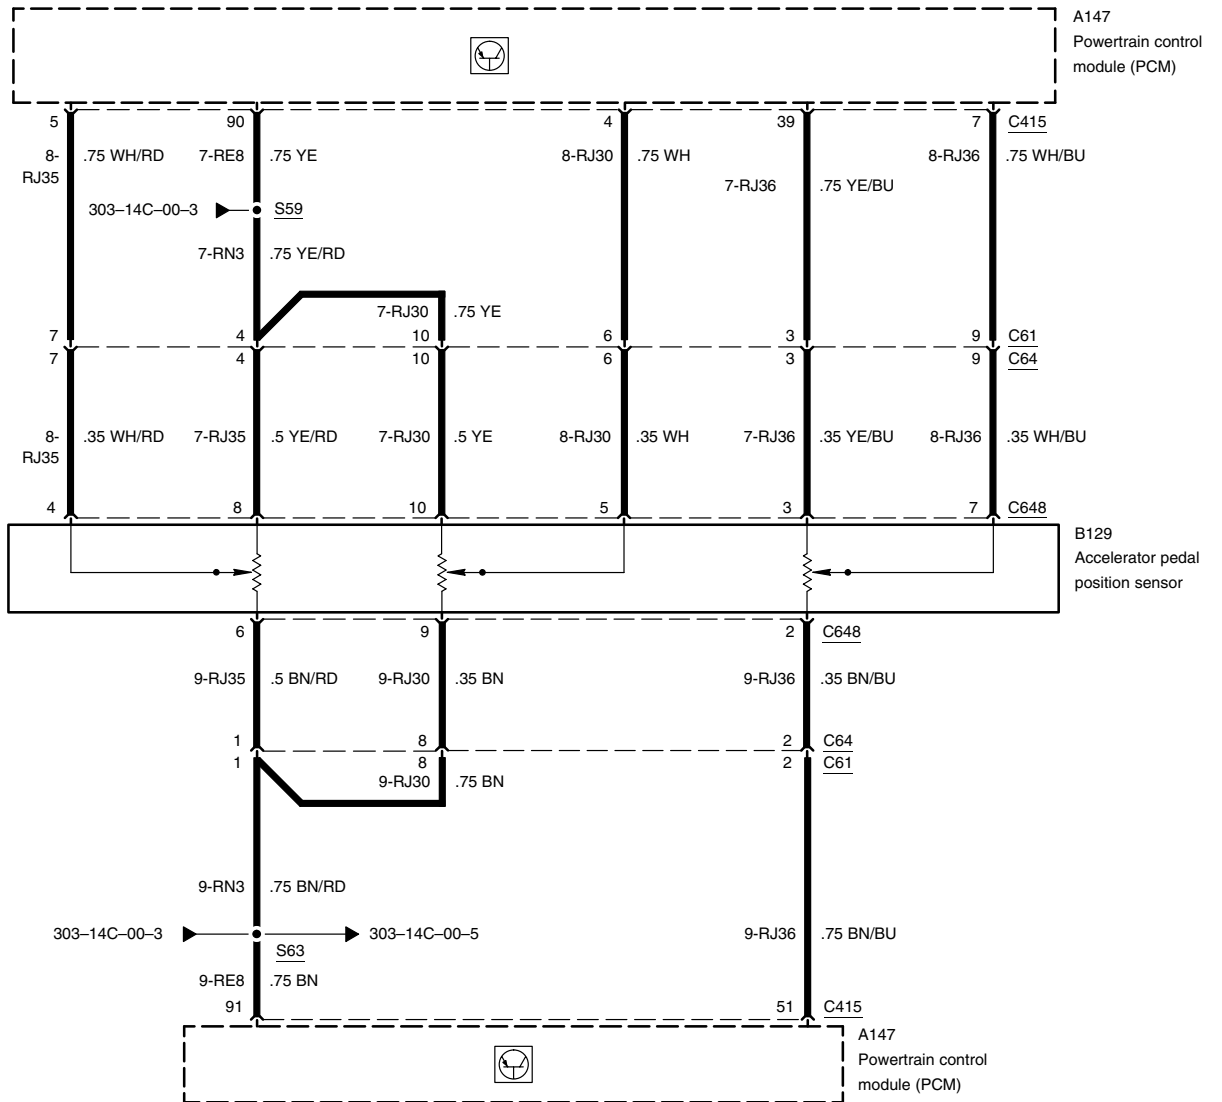 A147
Powertrain control
module (PCM)
5 90 4 39 7 C415
8-RJ35 .75 WH/RD 7-RE8 .75 YE 8-RJ30 .75 WH 8-RJ36 .75 WH/BU
7-RJ36 .75 YE/BU
303–14C–00–3 S59
7-RN3 .75 YE/RD
7-RJ30 .75 YE
7 4 10 6 3 9 C61
7 4 10 6 3 9 C64
8-RJ35 .35 WH/RD 7-RJ35 .5 YE/RD 7-RJ30 .5 YE 8-RJ30 .35 WH 7-RJ36 .35 YE/BU 8-RJ36 .35 WH/BU
4 8 10 5 3 7 C648
B129
Accelerator pedal
position sensor
6 9 2 C648
9-RJ35 .5 BN/RD 9-RJ30 .35 BN 9-RJ36 .35 BN/BU
1 8 2 C64
1 8 2 C61
9-RJ30 .75 BN
9-RN3 .75 BN/RD
303–14C–00–3 303–14C–00–5 9-RJ36 .75 BN/BU
S63
9-RE8 .75 BN
91 51 C415
A147
Powertrain control
module (PCM)